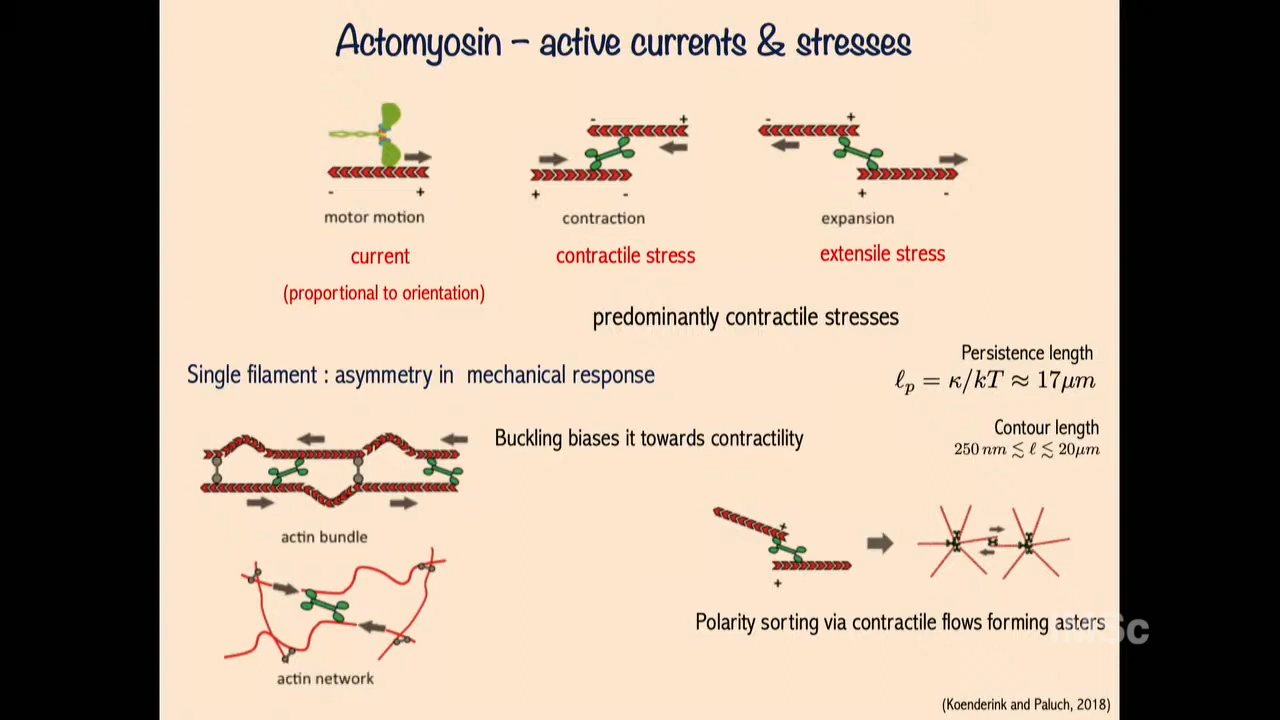 Actomyosin – active currents & stresses
- +
motor motion
current
(proportional to orientation)
- +
+ -
contraction
contractile stress
- +
+ -
expansion
extensile stress
predominantly contractile stresses
Single filament : asymmetry in mechanical response
Persistence length
ℓp = κ/kT ≈ 17μm
Buckling biases it towards contractility
Contour length
250 nm ≲ ℓ ≲ 20μm
actin bundle
+
+
Polarity sorting via contractile flows forming asters
IMSc
actin network
(Koenderink and Paluch, 2018)